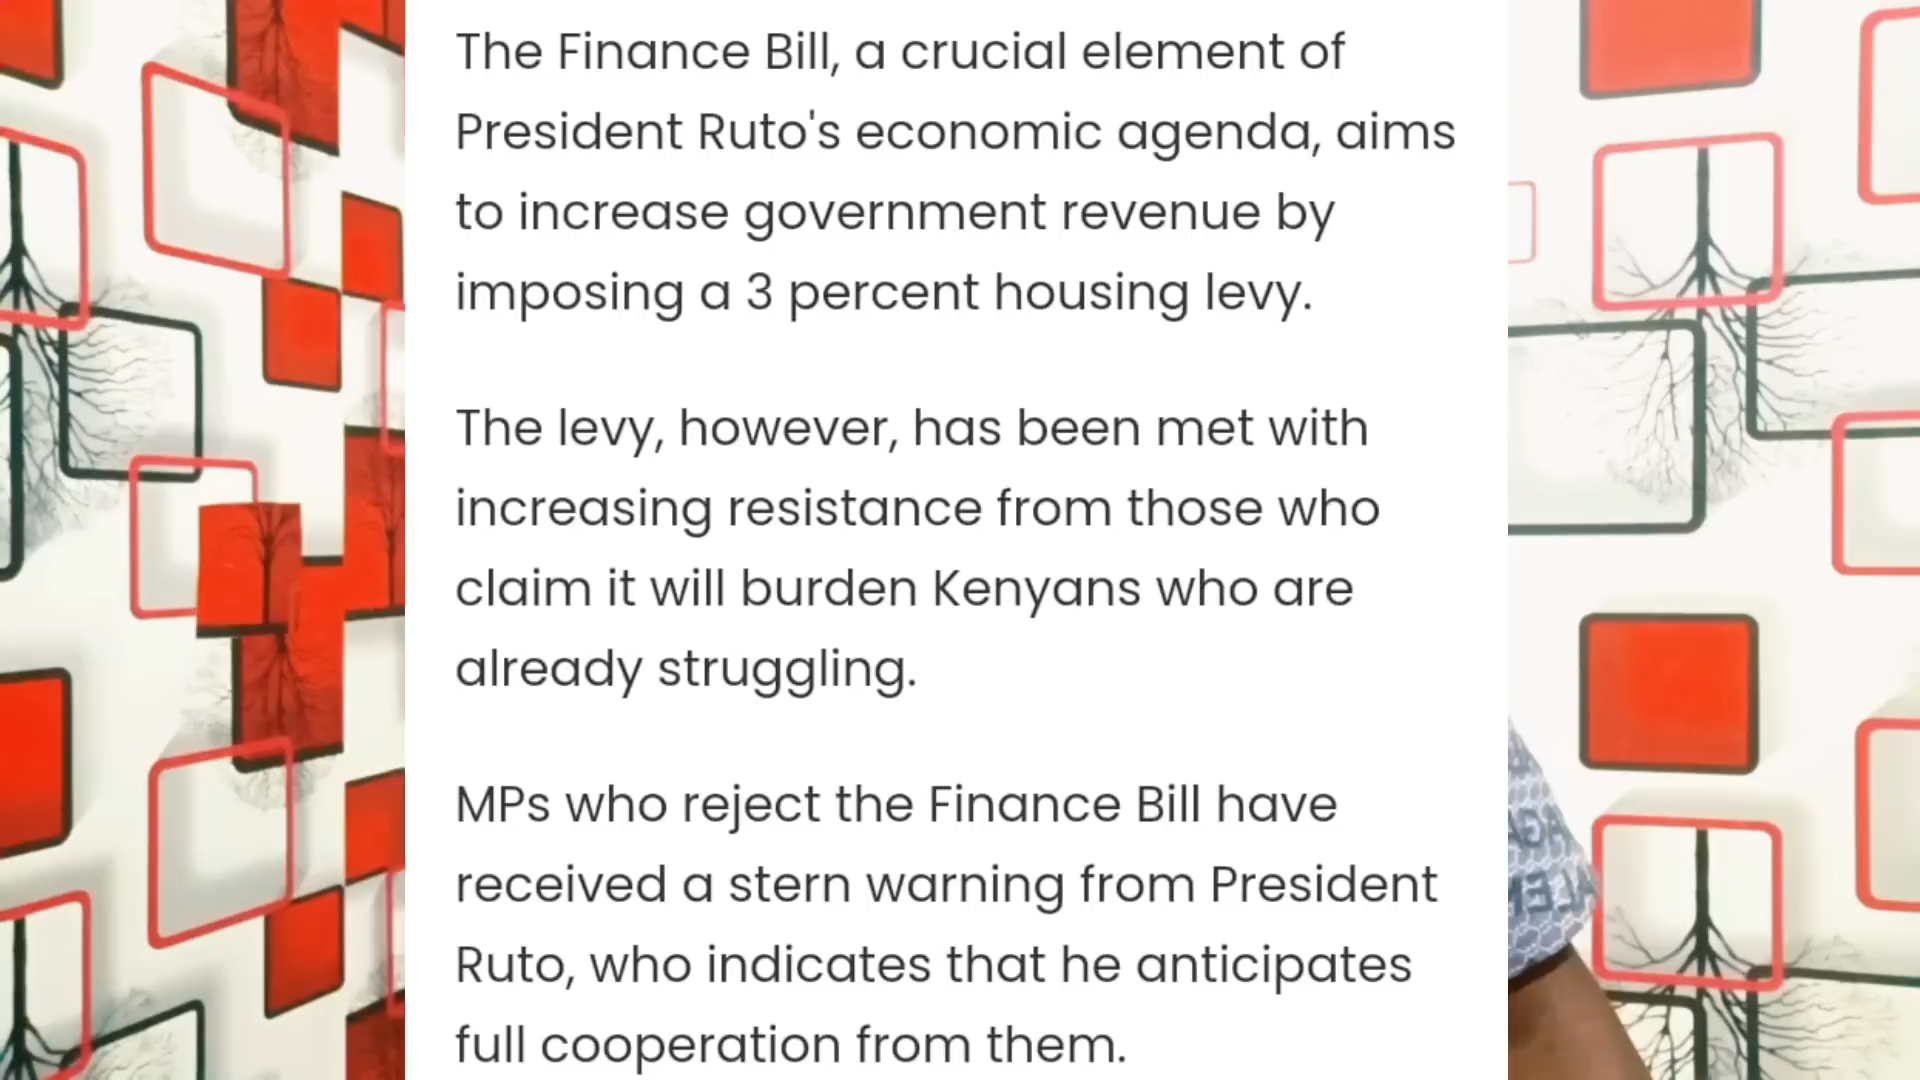 The Finance Bill, a crucial element of
President Ruto's economic agenda, aims
to increase government revenue by
imposing a 3 percent housing levy.
The levy, however, has been met with
increasing resistance from those who
claim it will burden Kenyans who are
already struggling.
MPs who reject the Finance Bill have
received a stern warning from President
Ruto, who indicates that he anticipates
full cooperation from them.